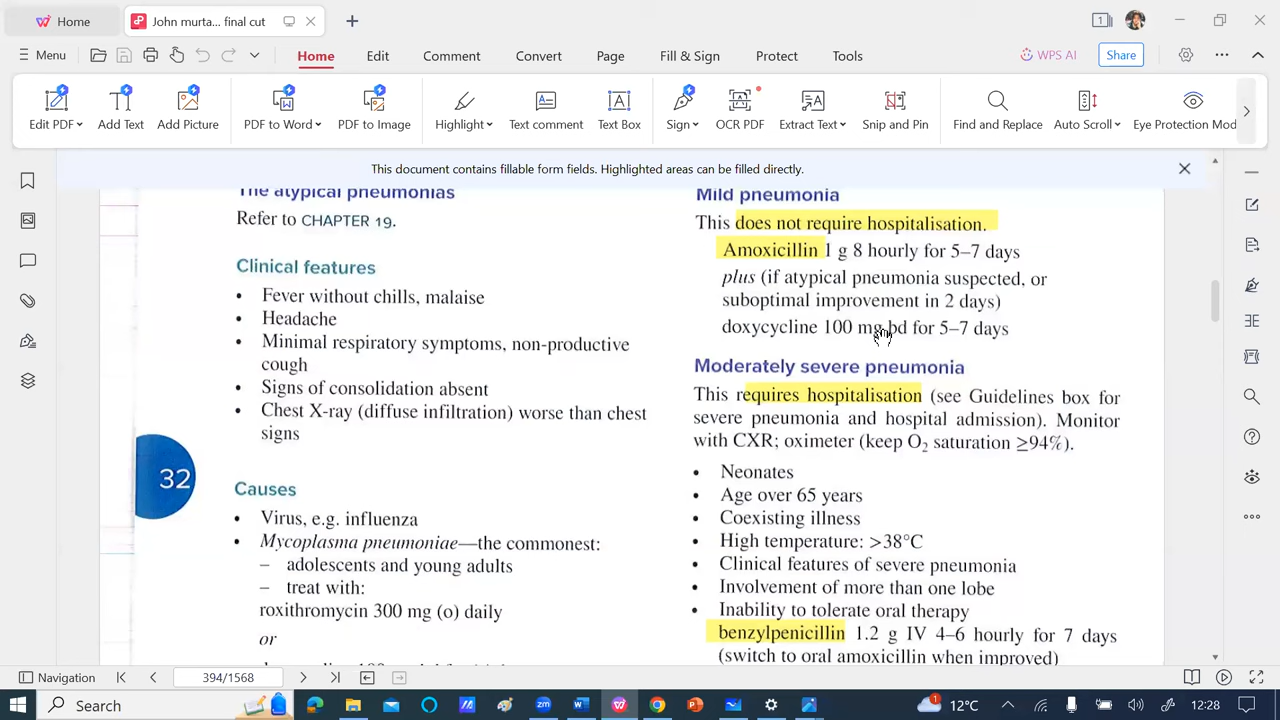 Home
John murta... final cut
1
Menu
Home
Edit
Comment
Convert
Page
Fill & Sign
Protect
Tools
WPS AI
Share
Edit PDF
Add Text
Add Picture
PDF to Word
PDF to Image
Highlight
Text comment
Text Box
Sign
OCR PDF
Extract Text
Snip and Pin
Find and Replace
Auto Scroll
Eye Protection Mod
This document contains fillable form fields. Highlighted areas can be filled directly.
The atypical pneumonias
Refer to CHAPTER 19.
Clinical features
• Fever without chills, malaise
• Headache
• Minimal respiratory symptoms, non-productive
cough
• Signs of consolidation absent
• Chest X-ray (diffuse infiltration) worse than chest
signs
32
Causes
• Virus, e.g. influenza
• Mycoplasma pneumoniae—the commonest:
– adolescents and young adults
– treat with:
roxithromycin 300 mg (o) daily
or
Mild pneumonia
This does not require hospitalisation.
Amoxicillin 1 g 8 hourly for 5–7 days
plus (if atypical pneumonia suspected, or
suboptimal improvement in 2 days)
doxycycline 100 mg bd for 5–7 days
Moderately severe pneumonia
This requires hospitalisation (see Guidelines box for
severe pneumonia and hospital admission). Monitor
with CXR; oximeter (keep O₂ saturation ≥94%).
• Neonates
• Age over 65 years
• Coexisting illness
• High temperature: >38°C
• Clinical features of severe pneumonia
• Involvement of more than one lobe
• Inability to tolerate oral therapy
benzylpenicillin 1.2 g IV 4–6 hourly for 7 days
(switch to oral amoxicillin when improved)
Navigation
394/1568
Search
1
12°C
12:28